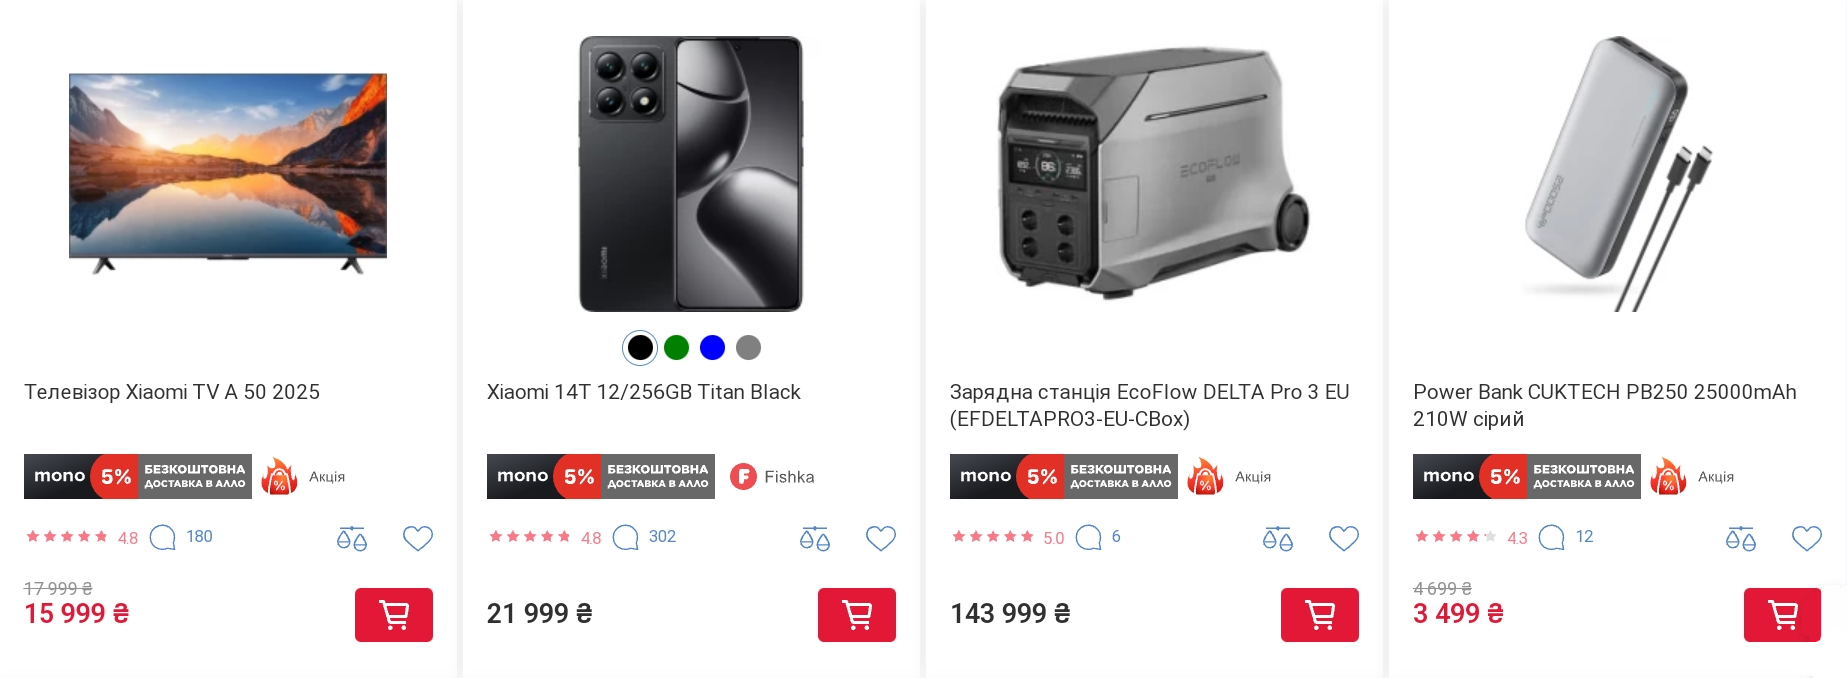 ECOFLOW
Телевізор Xiaomi TV A 50 2025
mono 5% БЕЗКОШТОВНА
ДОСТАВКА В АЛЛО
% Акція
4.8 180
17 999 ₴
15 999 ₴
Xiaomi 14T 12/256GB Titan Black
mono 5% БЕЗКОШТОВНА
ДОСТАВКА В АЛЛО
F Fishka
4.8 302
21 999 ₴
Зарядна станція EcoFlow DELTA Pro 3 EU
(EFDELTAPRO3-EU-CBox)
mono 5% БЕЗКОШТОВНА
ДОСТАВКА В АЛЛО
% Акція
5.0 6
143 999 ₴
Power Bank CUKTECH PB250 25000mAh
210W сірий
mono 5% БЕЗКОШТОВНА
ДОСТАВКА В АЛЛО
% Акція
4.3 12
4 699 ₴
3 499 ₴